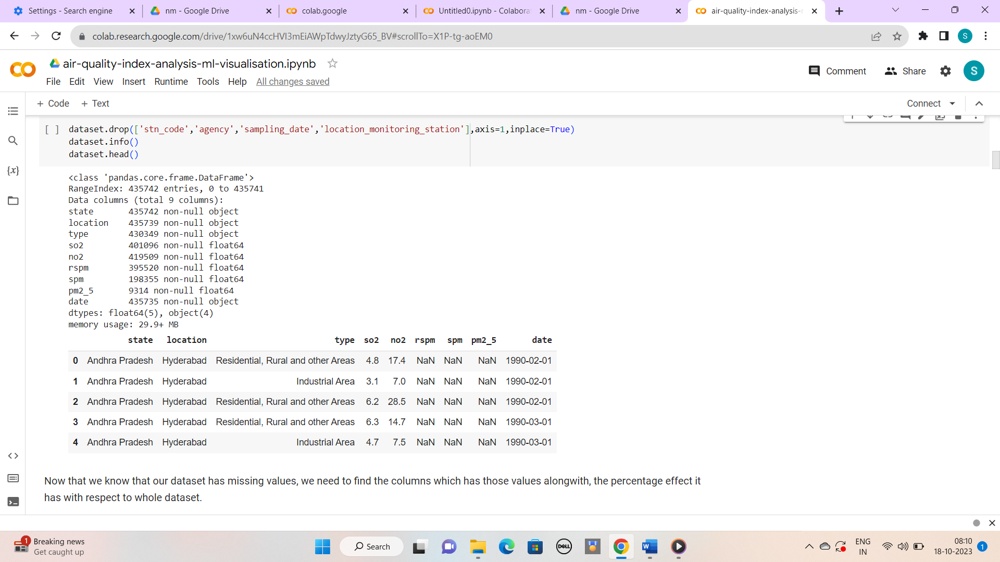 Settings - Search engine
nm - Google Drive
colab.google
Untitled0.ipynb - Colabora
nm - Google Drive
air-quality-index-analysis-
colab.research.google.com/drive/1xw6uN4ccHVI3mEiAWpTdwyJztyG65_BV#scrollTo=X1P-tg-aoEM0
S
air-quality-index-analysis-ml-visualisation.ipynb
Comment
Share
S
File Edit View Insert Runtime Tools Help All changes saved
+ Code + Text
Connect
[ ] dataset.drop(['stn_code','agency','sampling_date','location_monitoring_station'],axis=1,inplace=True)
dataset.info()
dataset.head()
{x}
<class 'pandas.core.frame.DataFrame'>
RangeIndex: 435742 entries, 0 to 435741
Data columns (total 9 columns):
state 435742 non-null object
location 435739 non-null object
type 430349 non-null object
so2 401096 non-null float64
no2 419509 non-null float64
rspm 395520 non-null float64
spm 198355 non-null float64
pm2_5 9314 non-null float64
date 435735 non-null object
dtypes: float64(5), object(4)
memory usage: 29.9+ MB
state location type so2 no2 rspm spm pm2_5 date
0 Andhra Pradesh Hyderabad Residential, Rural and other Areas 4.8 17.4 NaN NaN NaN 1990-02-01
1 Andhra Pradesh Hyderabad Industrial Area 3.1 7.0 NaN NaN NaN 1990-02-01
2 Andhra Pradesh Hyderabad Residential, Rural and other Areas 6.2 28.5 NaN NaN NaN 1990-02-01
3 Andhra Pradesh Hyderabad Residential, Rural and other Areas 6.3 14.7 NaN NaN NaN 1990-03-01
4 Andhra Pradesh Hyderabad Industrial Area 4.7 7.5 NaN NaN NaN 1990-03-01
Now that we know that our dataset has missing values, we need to find the columns which has those values alongwith, the percentage effect it
has with respect to whole dataset.
1
Breaking news
Get caught up
Search
DELL
W
ENG
IN
08:10
18-10-2023
1